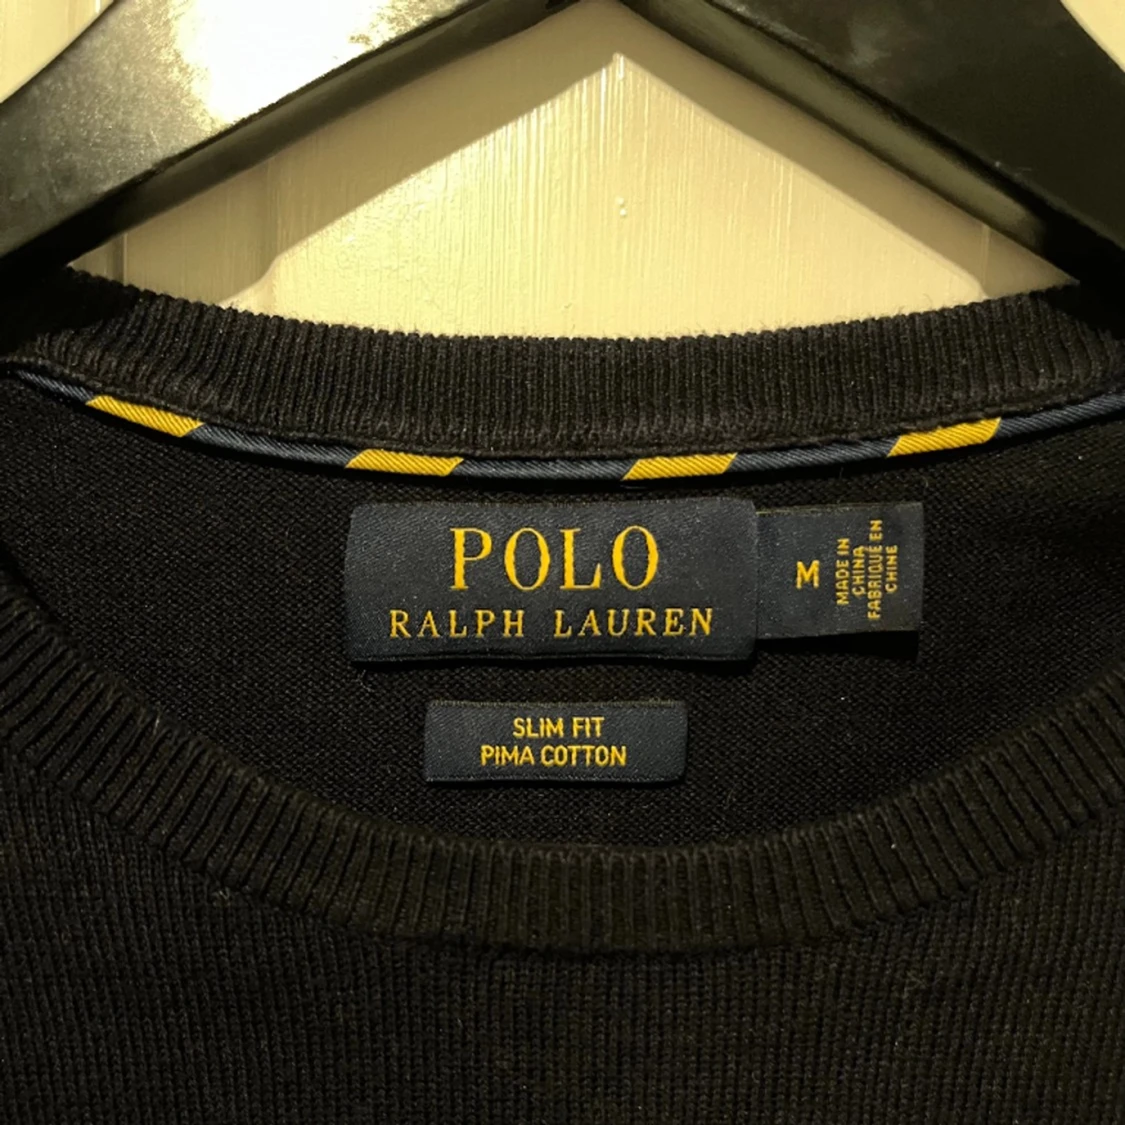 POLO
RALPH LAUREN
M
MADE IN
CHINA
FABRIQUÉ EN
CHINE
SLIM FIT
PIMA COTTON